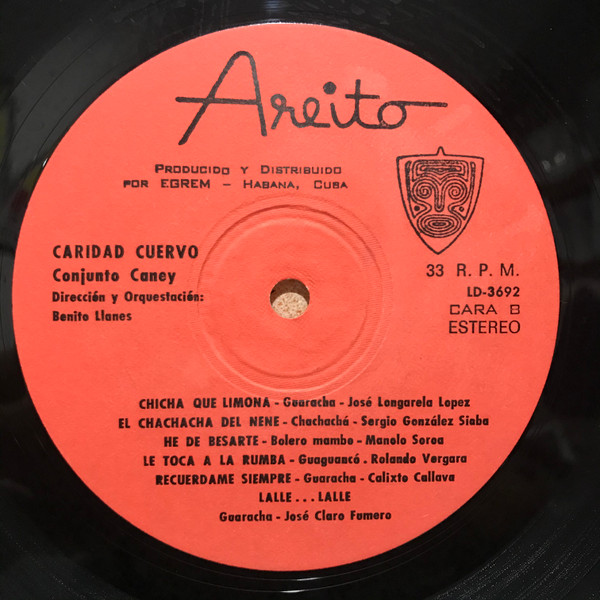 Areito
PRODUCIDO Y DISTRIBUIDO
POR EGREM - HABANA, CUBA
CARIDAD CUERVO
Conjunto Caney
Dirección y Orquestación:
Benito Llanes
33 R. P. M.
LD-3692
CARA B
ESTEREO
CHICHA QUE LIMONA - Guaracha - José Longarela Lopez
EL CHACHACHA DEL NENE - Chachachá - Sergio González Siaba
HE DE BESARTE - Bolero mambo - Manolo Soroa
LE TOCA A LA RUMBA - Guaguancó . Rolando Vergara
RECUERDAME SIEMPRE - Guaracha - Calixto Callava
LALLE . . . LALLE
Guaracha - José Claro Fumero